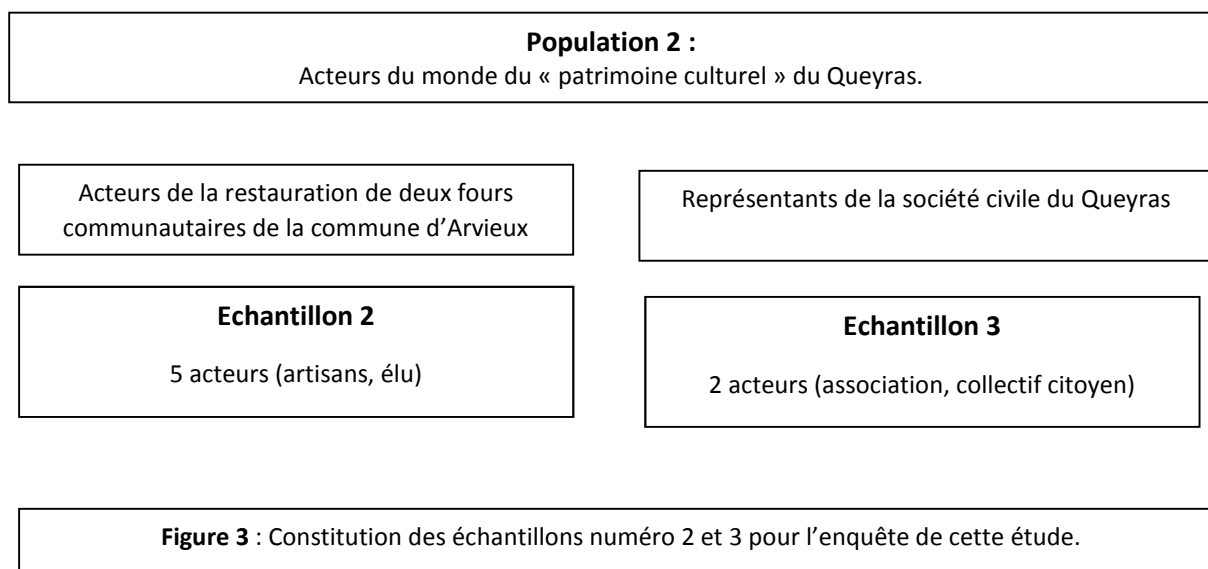 Population 2 :
Acteurs du monde du « patrimoine culturel » du Queyras.
Acteurs de la restauration de deux fours
communautaires de la commune d’Arvieux
Représentants de la société civile du Queyras
Echantillon 2
5 acteurs (artisans, élu)
Echantillon 3
2 acteurs (association, collectif citoyen)
Figure 3 : Constitution des échantillons numéro 2 et 3 pour l’enquête de cette étude.